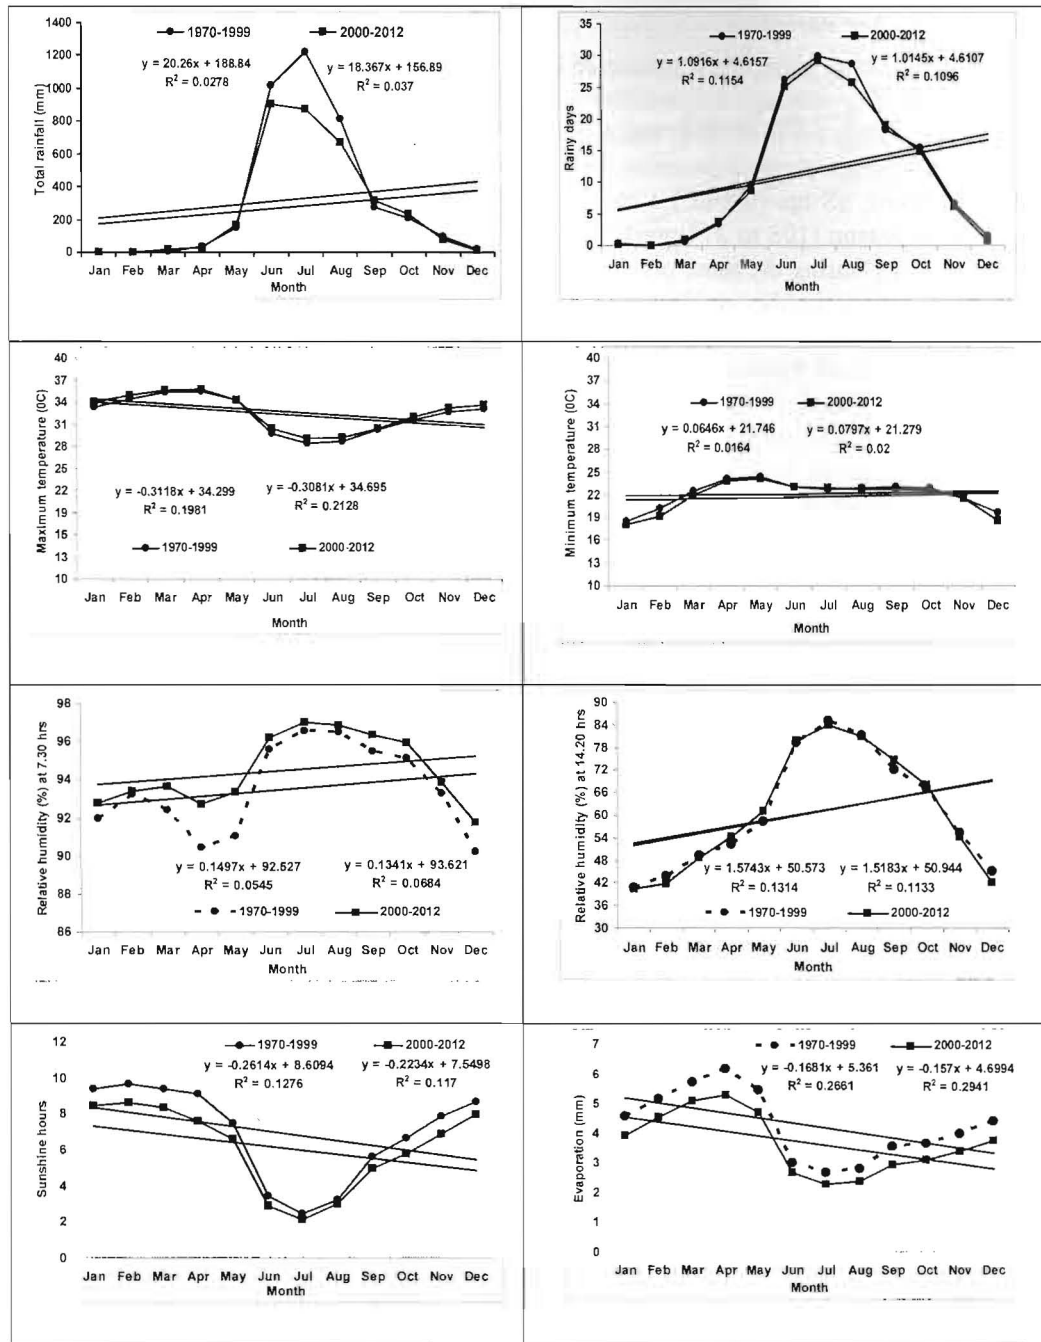 1970-1999 2000-2012
y = 20.26x + 188.84 y = 18.367x + 156.89
R² = 0.0278 R² = 0.037
Total rainfall (mm)
1400
1200
1000
800
600
400
200
0
Jan Feb Mar Apr May Jun Jul Aug Sep Oct Nov Dec
Month
1970-1999 2000-2012
y = 1.0916x + 4.6157 y = 1.0145x + 4.6107
R² = 0.1154 R² = 0.1096
Rainy days
35
30
25
20
15
10
5
0
Jan Feb Mar Apr May Jun Jul Aug Sep Oct Nov Dec
Month
Maximum temperature (0C)
40
37
34
31
28
25
22
19
16
13
10
y = -0.3118x + 34.299 y = -0.3081x + 34.695
R² = 0.1981 R² = 0.2128
1970-1999 2000-2012
Jan Feb Mar Apr May Jun Jul Aug Sep Oct Nov Dec
Month
Minimum temperature (0C)
40
37
34
31
28
25
22
19
16
13
10
1970-1999 2000-2012
y = 0.0646x + 21.746 y = 0.0797x + 21.279
R² = 0.0164 R² = 0.02
Jan Feb Mar Apr May Jun Jul Aug Sep Oct Nov Dec
Month
Relative humidity (%) at 7.30 hrs
98
96
94
92
90
88
86
y = 0.1497x + 92.527 y = 0.1341x + 93.621
R² = 0.0545 R² = 0.0684
1970-1999 2000-2012
Jan Feb Mar Apr May Jun Jul Aug Sep Oct Nov Dec
Month
Relative humidity (%) at 14.20 hrs
90
84
78
72
66
60
54
48
42
36
30
y = 1.5743x + 50.573 y = 1.5183x + 50.944
R² = 0.1314 R² = 0.1133
1970-1999 2000-2012
Jan Feb Mar Apr May Jun Jul Aug Sep Oct Nov Dec
Month
Sunshine hours
12
10
8
6
4
2
0
1970-1999 2000-2012
y = -0.2614x + 8.6094 y = -0.2234x + 7.5498
R² = 0.1276 R² = 0.117
Jan Feb Mar Apr May Jun Jul Aug Sep Oct Nov Dec
Month
Evaporation (mm)
7
6
5
4
3
2
1
0
1970-1999 2000-2012
y = -0.1681x + 5.361 y = -0.157x + 4.6994
R² = 0.2661 R² = 0.2941
Jan Feb Mar Apr May Jun Jul Aug Sep Oct Nov Dec
Month